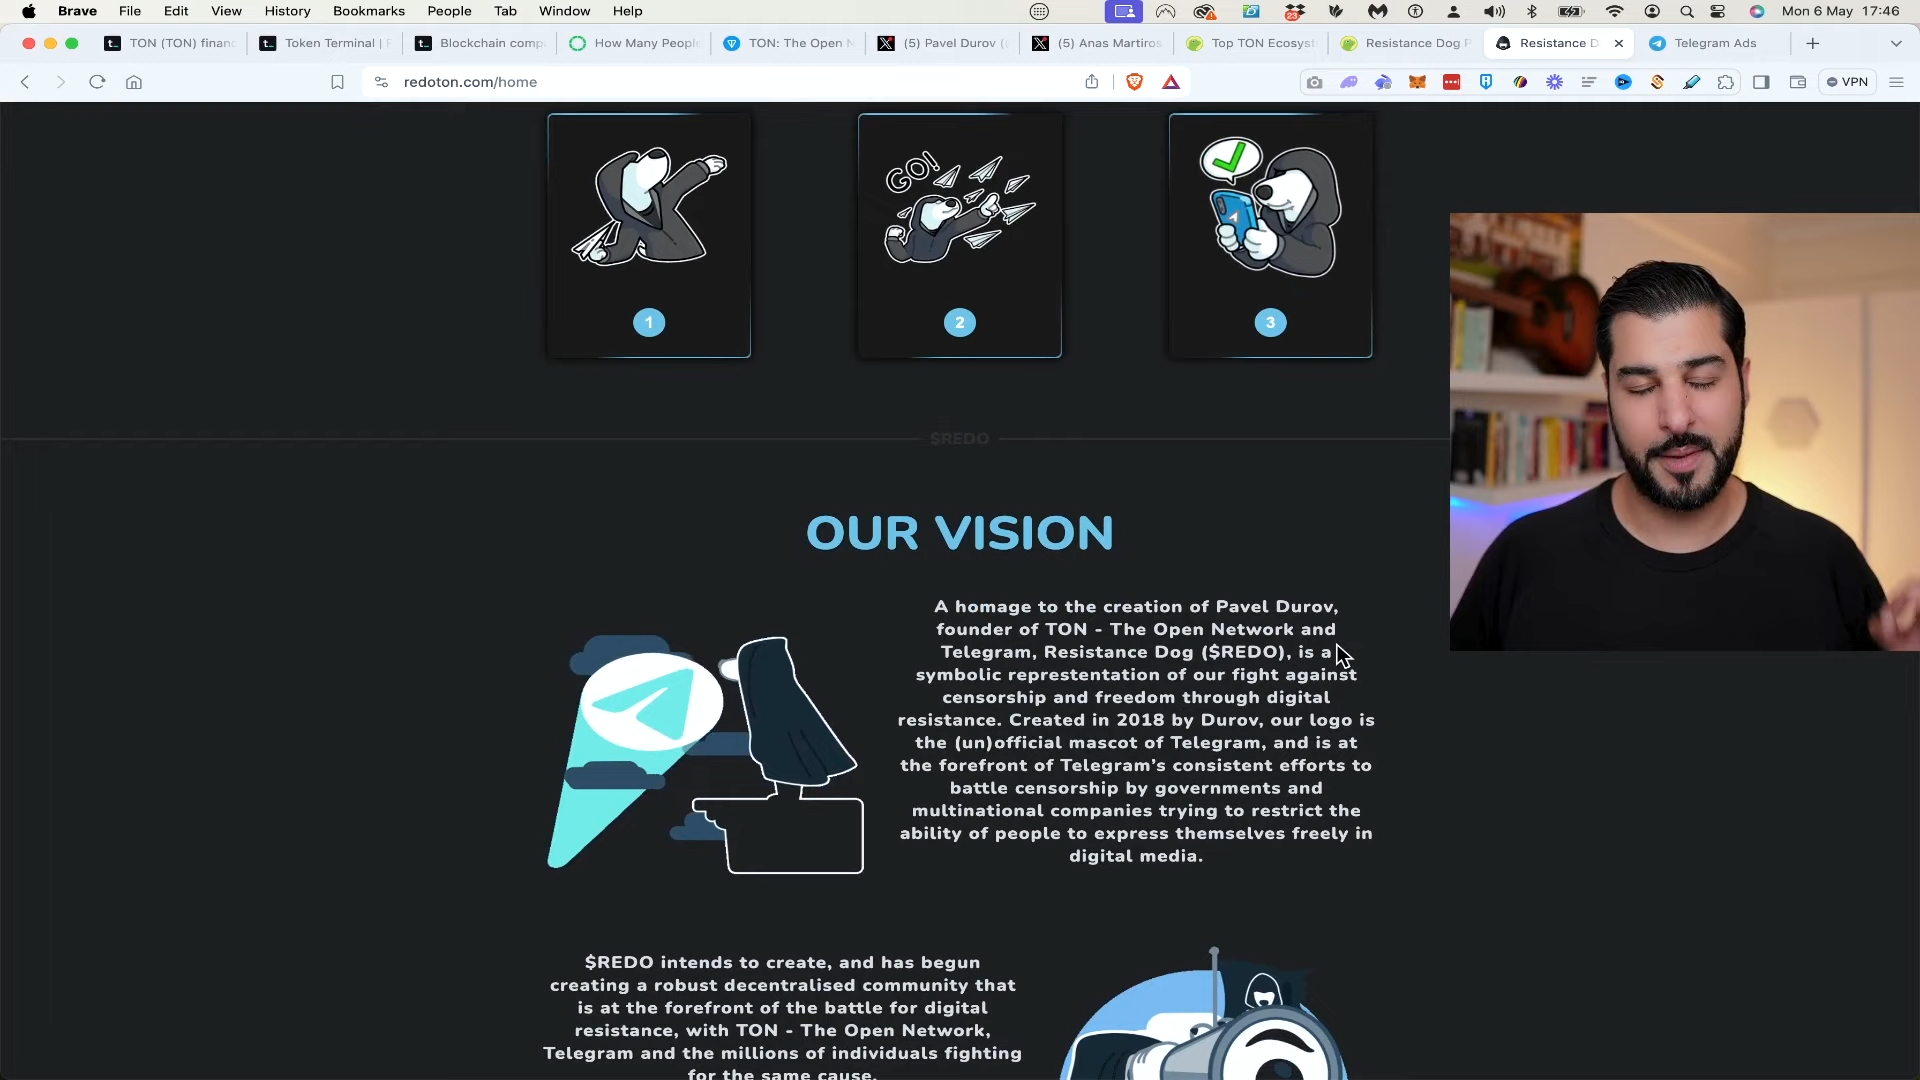 Brave File Edit View History Bookmarks People Tab Window Help
23
Mon 6 May 17:46
TON (TON) financ
Token Terminal | F
Blockchain comp
How Many People
TON: The Open N
(5) Pavel Durov (
(5) Anas Martiros
Top TON Ecosyst
Resistance Dog P
Resistance D
Telegram Ads
redoton.com/home
VPN
GO!
1
2
3
$REDO
OUR VISION
A homage to the creation of Pavel Durov,
founder of TON - The Open Network and
Telegram, Resistance Dog ($REDO), is a
symbolic representation of our fight against
censorship and freedom through digital
resistance. Created in 2018 by Durov, our logo is
the (un)official mascot of Telegram, and is at
the forefront of Telegram’s consistent efforts to
battle censorship by governments and
multinational companies trying to restrict the
ability of people to express themselves freely in
digital media.
$REDO intends to create, and has begun
creating a robust decentralised community that
is at the forefront of the battle for digital
resistance, with TON - The Open Network,
Telegram and the millions of individuals fighting
for the same cause.